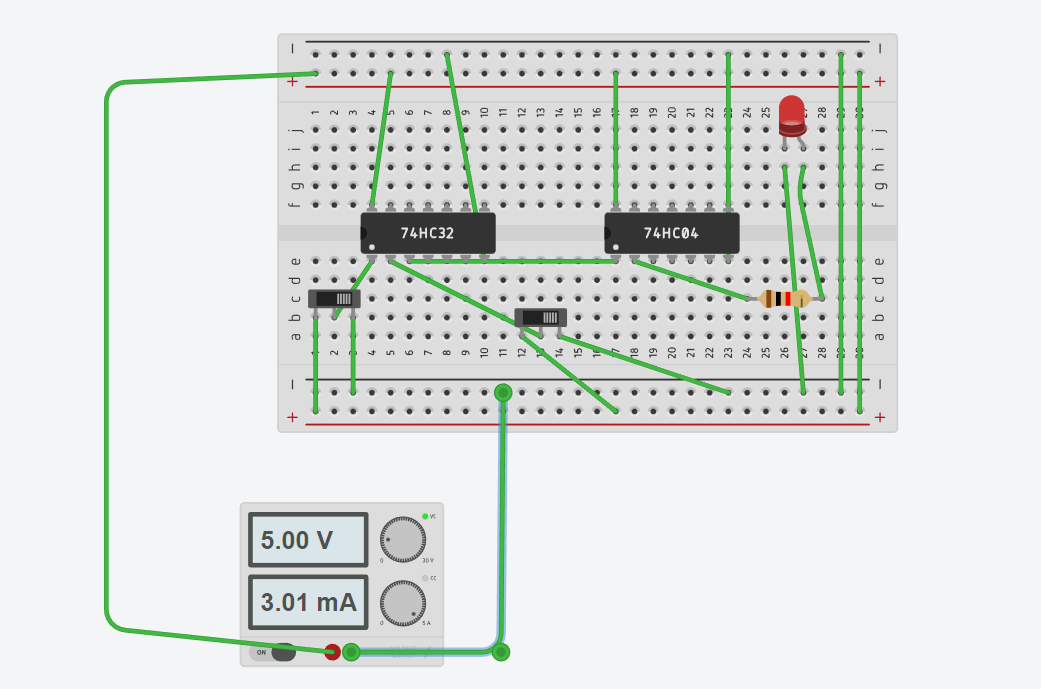 − −
+ +
1 2 3 4 5 6 7 8 9 10 11 12 13 14 15 16 17 18 19 20 21 22 23 24 25 26 27 28 29 30
j j
i i
h h
g g
f f
74HC32 74HC04
e e
d d
c c
b b
a a
1 2 3 4 5 6 7 8 9 10 11 12 13 14 15 16 17 18 19 20 21 22 23 24 25 26 27 28 29 30
− −
+ +
5.00 V
0 30 V
3.01 mA
0 5 A
ON